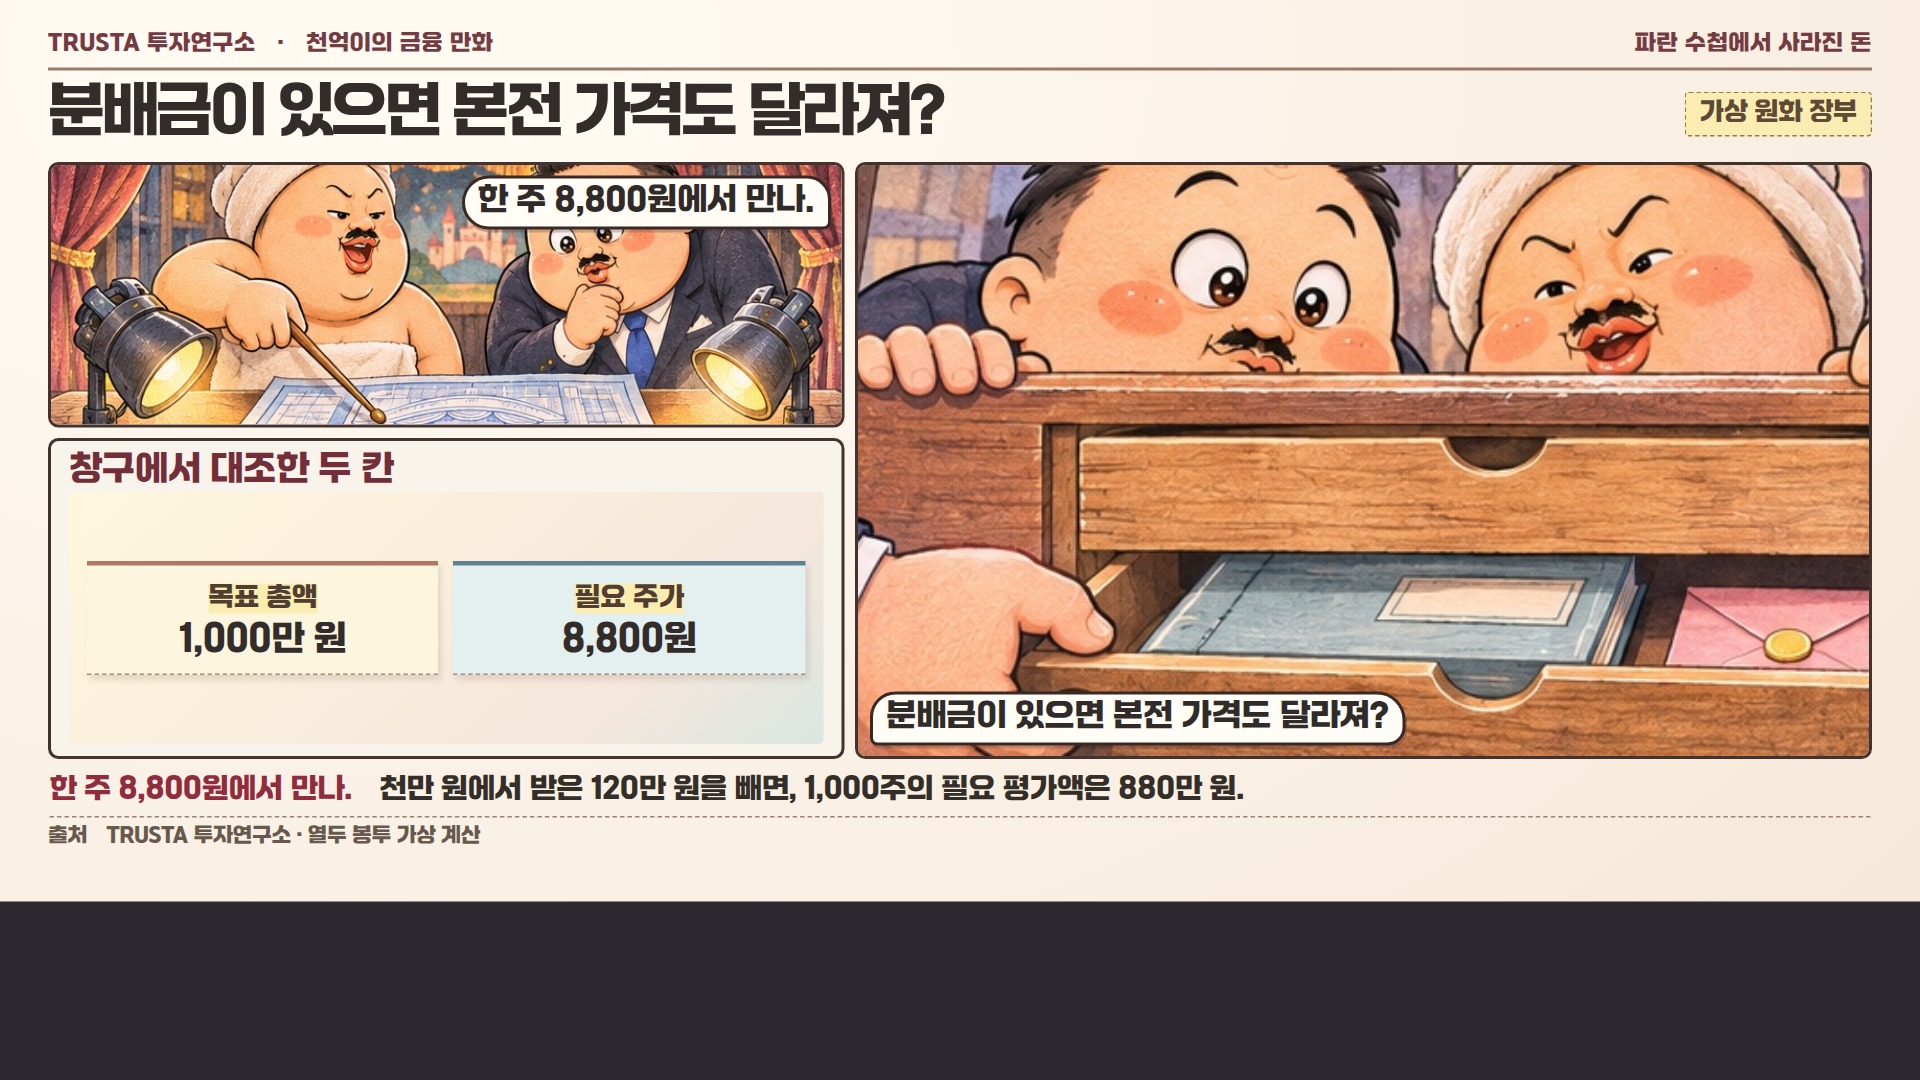 TRUSTA 투자연구소 · 천억이의 금융 만화
파란 수첩에서 사라진 돈
분배금이 있으면 본전 가격도 달라져?
가상 원화 장부
한 주 8,800원에서 만나.
창구에서 대조한 두 칸
목표 총액
1,000만 원
필요 주가
8,800원
분배금이 있으면 본전 가격도 달라져?
한 주 8,800원에서 만나. 천만 원에서 받은 120만 원을 빼면, 1,000주의 필요 평가액은 880만 원.
출처 TRUSTA 투자연구소 · 열두 봉투 가상 계산